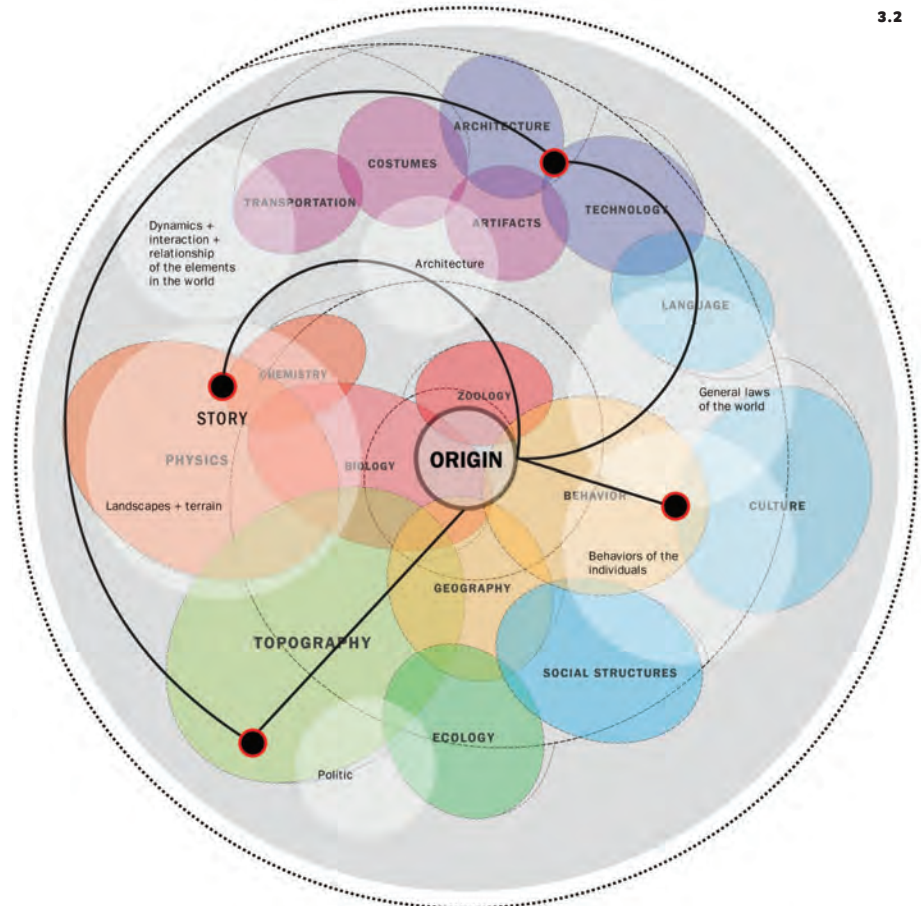 3.2
ARCHITECTURE
COSTUMES
TRANSPORTATION
ARTIFACTS
TECHNOLOGY
Dynamics +
interaction +
relationship
of the elements
in the world
Architecture
LANGUAGE
CHEMISTRY
ZOOLOGY
General laws
of the world
STORY
PHYSICS
BIOLOGY
ORIGIN
BEHAVIOR
CULTURE
Landscapes + terrain
Behaviors of the
individuals
GEOGRAPHY
TOPOGRAPHY
SOCIAL STRUCTURES
ECOLOGY
Politic